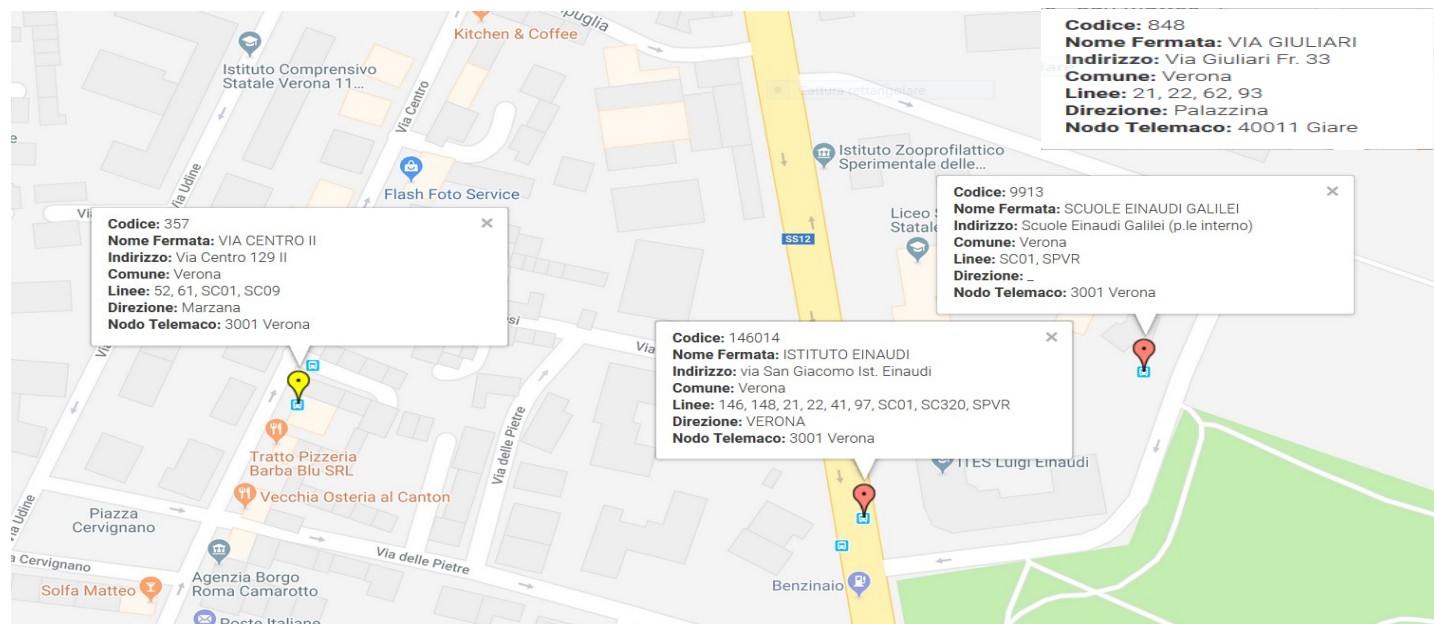 Kitchen & Coffee
Istituto Comprensivo
Statale Verona 11...
Via Centro
Via Udine
Flash Foto Service
Cattura rettangolare
Codice: 848
Nome Fermata: VIA GIULIARI
Indirizzo: Via Giuliari Fr. 33
Comune: Verona
Linee: 21, 22, 62, 93
Direzione: Palazzina
Nodo Telemaco: 40011 Giare
Istituto Zooprofilattico
Sperimentale delle...
SS12
Liceo
Statale
Codice: 9913
Nome Fermata: SCUOLE EINAUDI GALILEI
Indirizzo: Scuole Einaudi Galilei (p.le interno)
Comune: Verona
Linee: SC01, SPVR
Direzione: _
Nodo Telemaco: 3001 Verona
Codice: 357
Nome Fermata: VIA CENTRO II
Indirizzo: Via Centro 129 II
Comune: Verona
Linee: 52, 61, SC01, SC09
Direzione: Marzana
Nodo Telemaco: 3001 Verona
Via
Codice: 146014
Nome Fermata: ISTITUTO EINAUDI
Indirizzo: via San Giacomo Ist. Einaudi
Comune: Verona
Linee: 146, 148, 21, 22, 41, 97, SC01, SC320, SPVR
Direzione: VERONA
Nodo Telemaco: 3001 Verona
Tratto Pizzeria
Barba Blu SRL
Vecchia Osteria al Canton
Via delle Pietre
ITES Luigi Einaudi
Piazza
Cervignano
Udine
Cervignano
Via delle Pietre
Solfa Matteo
Agenzia Borgo
Roma Camarotto
Benzinaio
Poste Italiane